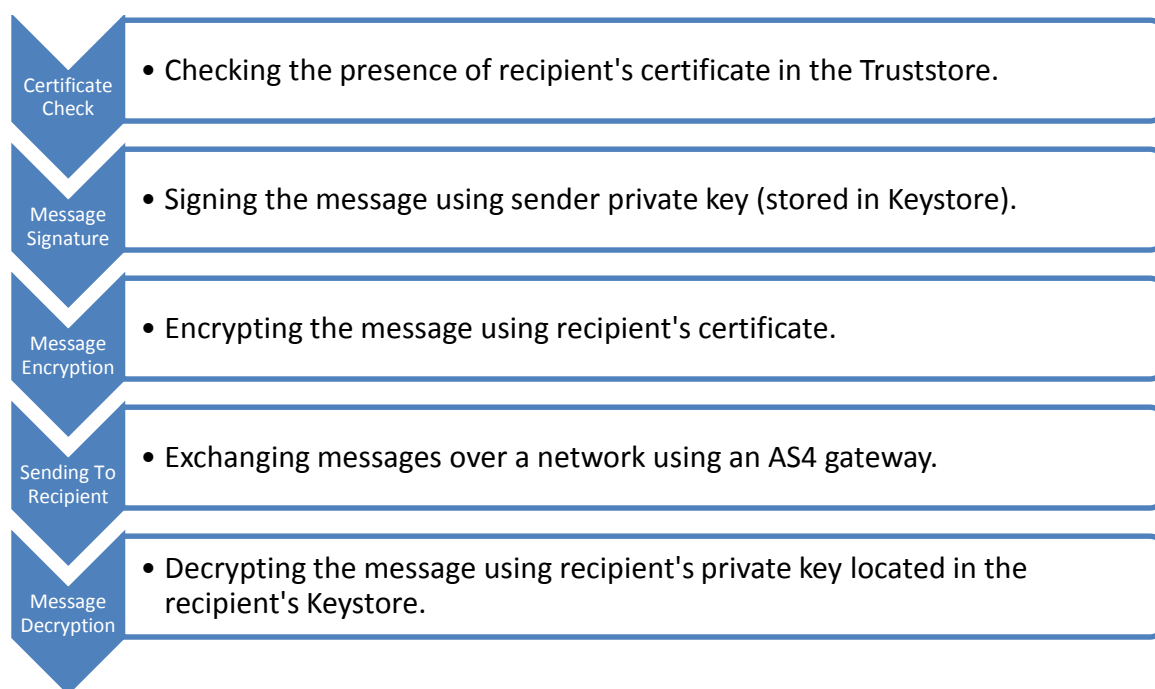 Certificate
Check
• Checking the presence of recipient's certificate in the Truststore.
Message
Signature
• Signing the message using sender private key (stored in Keystore).
Message
Encryption
• Encrypting the message using recipient's certificate.
Sending To
Recipient
• Exchanging messages over a network using an AS4 gateway.
Message
Decryption
• Decrypting the message using recipient's private key located in the
recipient's Keystore.